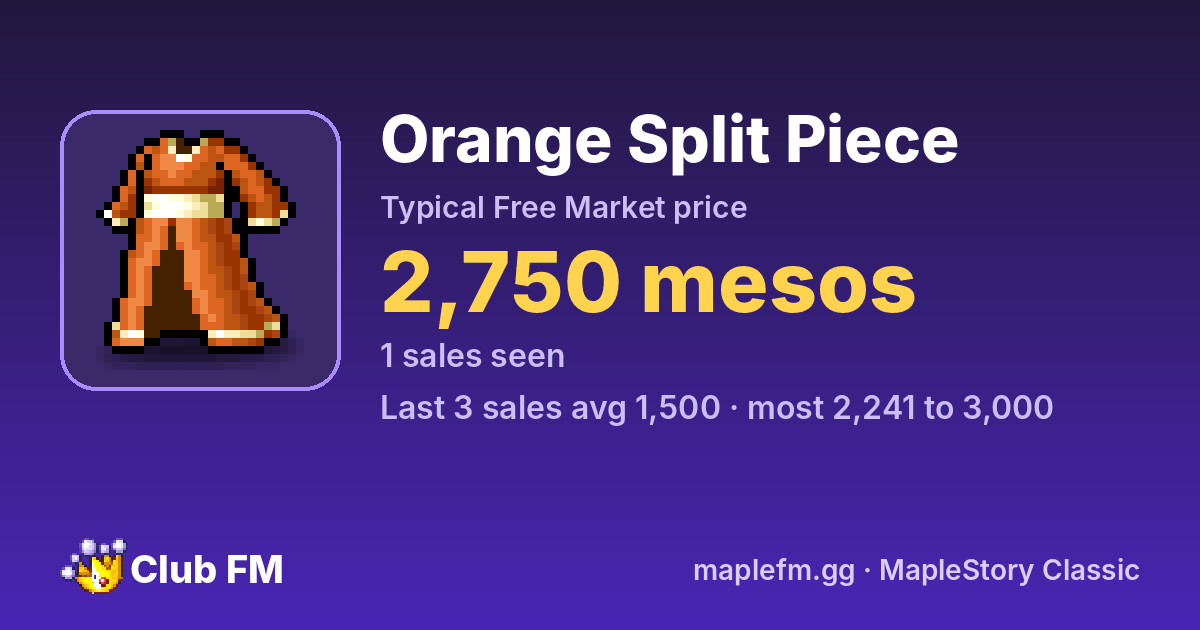 Orange Split Piece
Typical Free Market price
2,750 mesos
1 sales seen
Last 3 sales avg 1,500 · most 2,241 to 3,000
Club FM
maplefm.gg · MapleStory Classic